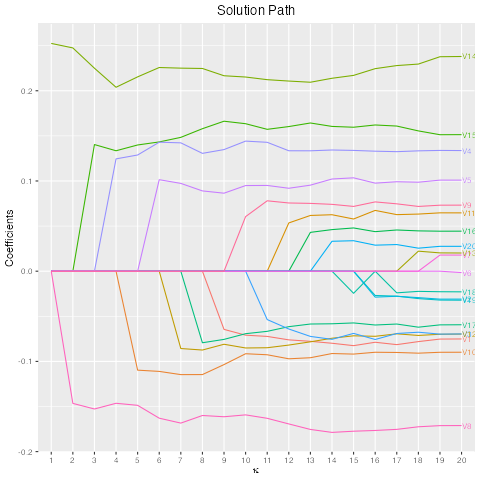 Solution Path
Coefficients
0.2
0.1
0.0
-0.1
-0.2
V14
V15
V4
V5
V9
V11
V16
V20
V6
V18
V17
V10
V8
1 2 3 4 5 6 7 8 9 10 11 12 13 14 15 16 17 18 19 20
κ